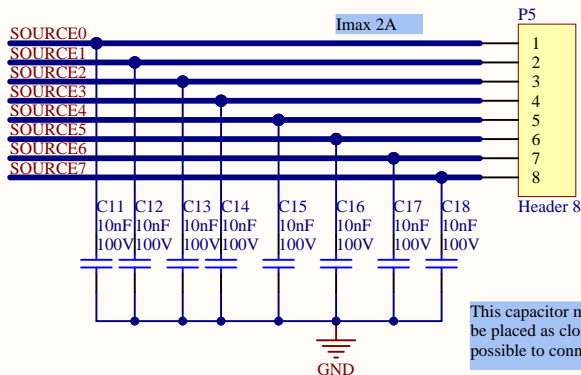 P5
Imax 2A
SOURCE0
SOURCE1
SOURCE2
SOURCE3
SOURCE4
SOURCE5
SOURCE6
SOURCE7
1
2
3
4
5
6
7
8
Header 8
C11 C12 C13 C14 C15 C16 C17 C18
10nF 10nF 10nF 10nF 10nF 10nF 10nF 10nF
100V 100V 100V 100V 100V 100V 100V 100V
This capacitor
be placed as
possible to
GND